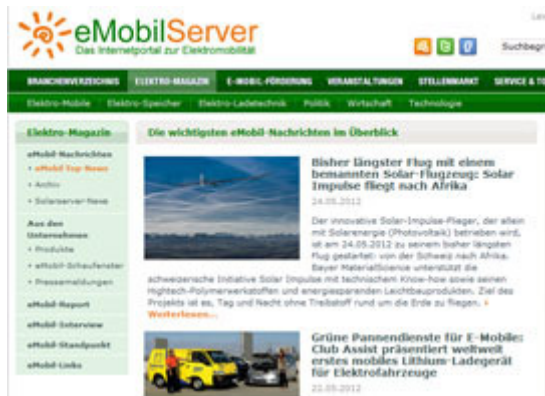 eMobilServer
Das Internetportal zur Elektromobilität
Suchbegr
BRANCHENVERZEICHNIS ELEKTRO-MAGAZIN E-MOBIL-FÖRDERUNG VERANSTALTUNGEN STELLENMARKT SERVICE & TO
Elektro-Mobile Elektro-Speicher Elektro-Ladetechnik Politik Wirtschaft Technologie
Elektro-Magazin
eMobil-Nachrichten
eMobil Top News
Archiv
Solarserver-News
Aus den
Unternehmen
Produkte
eMobil-Schaufenster
Pressemeldungen
eMobil-Report
eMobil-Interview
eMobil-Standpunkt
eMobil-Links
Die wichtigsten eMobil-Nachrichten im Überblick
Bisher längster Flug mit einem
bemannten Solar-Flugzeug: Solar
Impulse fliegt nach Afrika
24.05.2012
Der innovative Solar-Impulse-Flieger, der allein
mit Solarenergie (Photovoltaik) betrieben wird,
ist am 24.05.2012 zu seinem bisher längsten
Flug gestartet: von der Schweiz nach Afrika.
Bayer MaterialScience unterstützt die
schweizerische Initiative Solar Impulse mit technischem Know-how sowie seinen
Hightech-Polymerwerkstoffen und energiesparenden Leichtbauprodukten. Ziel des
Projekts ist es, Tag und Nacht ohne Treibstoff rund um die Erde zu fliegen.
Weiterlesen...
Grüne Pannendienste für E-Mobile:
Club Assist präsentiert weltweit
erstes mobiles Lithium-Ladegerät
für Elektrofahrzeuge
22.05.2012